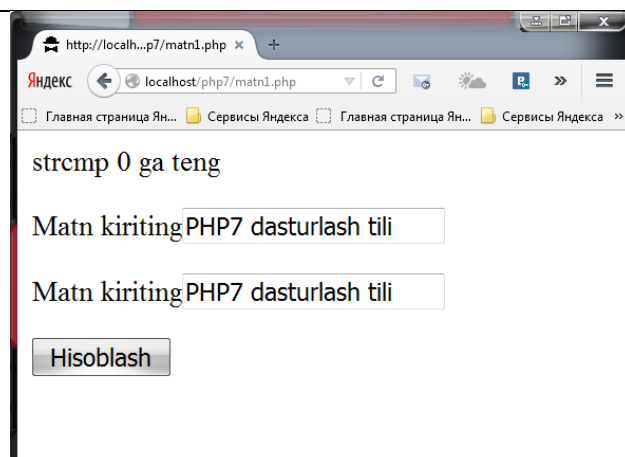 http://localh...p7/matn1.php
Яндекс localhost/php7/matn1.php
Главная страница Ян... Сервисы Яндекса Главная страница Ян... Сервисы Яндекса »
strcmp 0 ga teng
Matn kiriting PHP7 dasturlash tili
Matn kiriting PHP7 dasturlash tili
Hisoblash